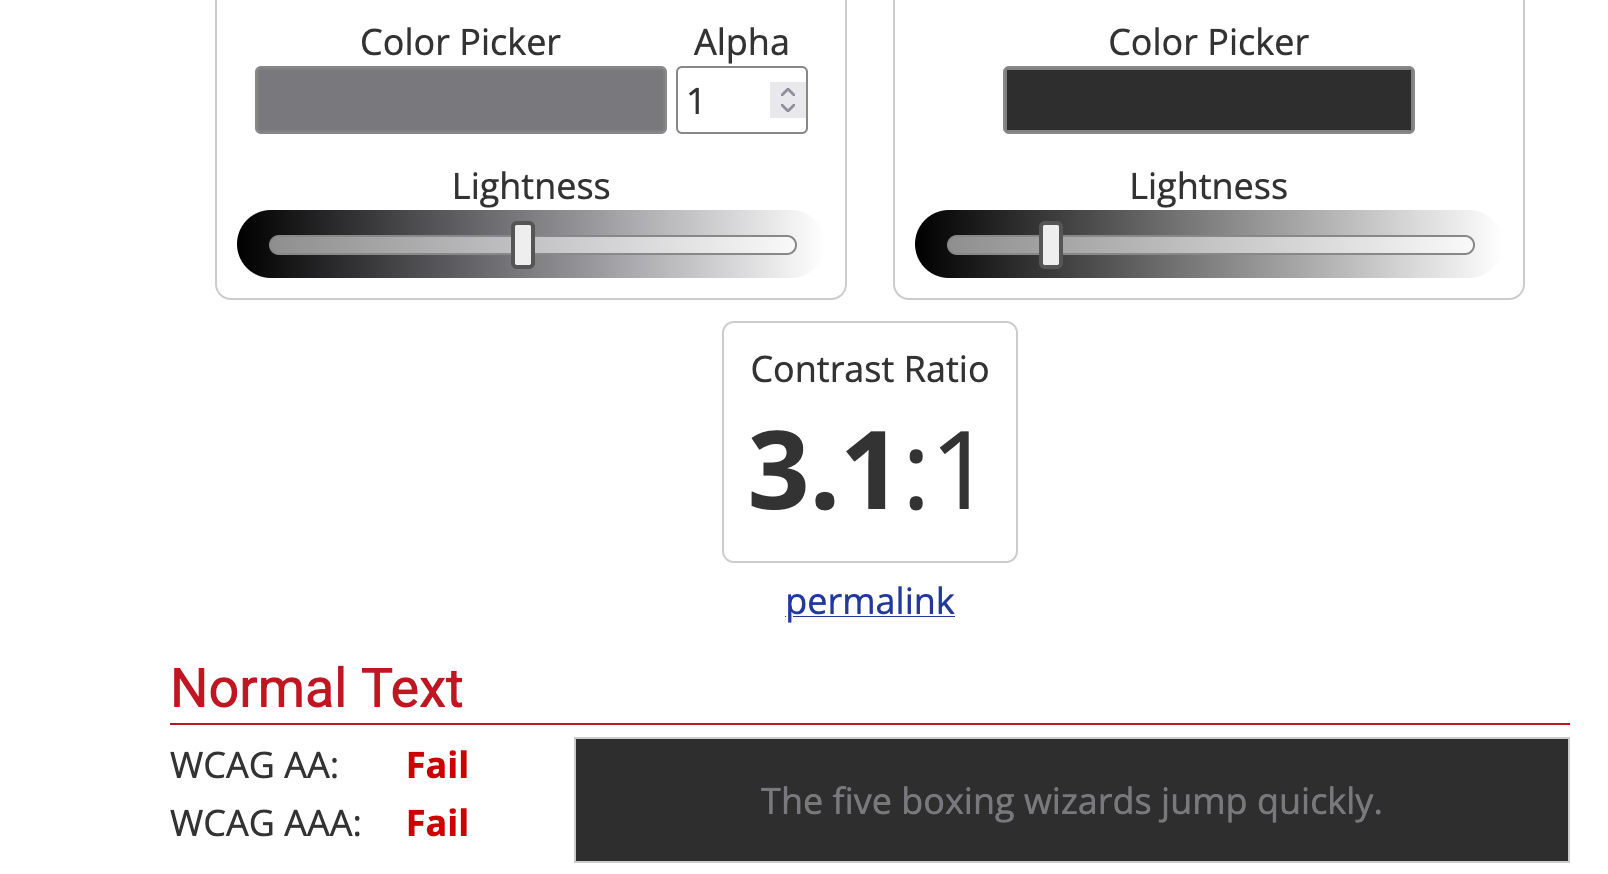 Color Picker Alpha Color Picker
1
Lightness Lightness
Contrast Ratio
3.1:1
permalink
Normal Text
WCAG AA: Fail
The five boxing wizards jump quickly.
WCAG AAA: Fail